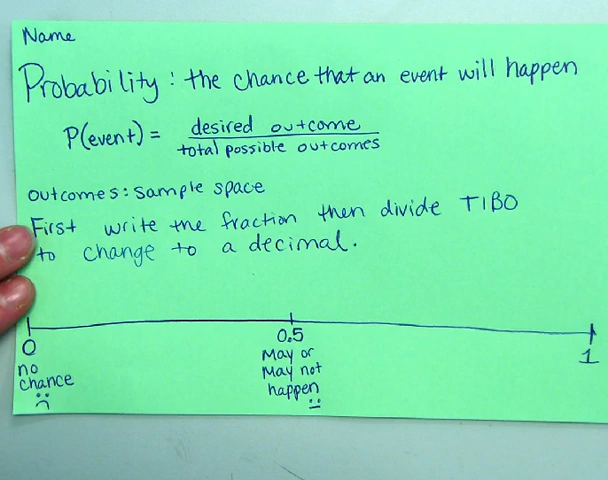 Name
Probability: the chance that an event will happen
P(event) = desired outcome
total possible outcomes
outcomes: sample space
First write the fraction then divide TIBO
to change to a decimal.
0
0.5
1
no
chance
May or
May not
happen